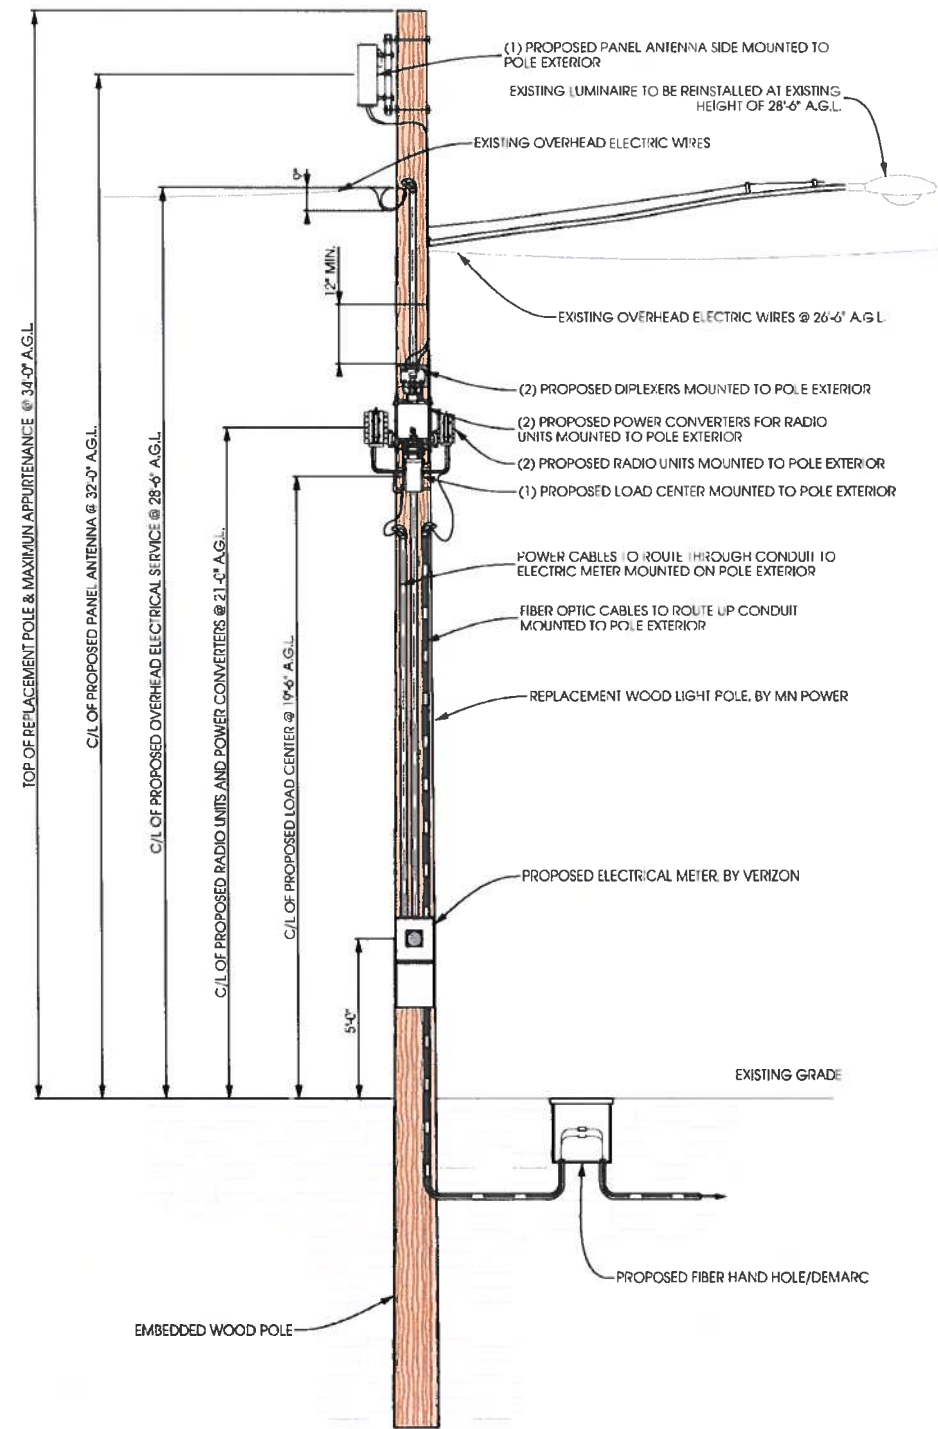 (1) PROPOSED PANEL ANTENNA SIDE MOUNTED TO
POLE EXTERIOR
EXISTING LUMINAIRE TO BE REINSTALLED AT EXISTING
HEIGHT OF 28'-6" A.G.L.
EXISTING OVERHEAD ELECTRIC WIRES
9"
12" MIN.
EXISTING OVERHEAD ELECTRIC WIRES @ 26'-6" A.G.L.
(2) PROPOSED DIPLEXERS MOUNTED TO POLE EXTERIOR
(2) PROPOSED POWER CONVERTERS FOR RADIO
UNITS MOUNTED TO POLE EXTERIOR
(2) PROPOSED RADIO UNITS MOUNTED TO POLE EXTERIOR
(1) PROPOSED LOAD CENTER MOUNTED TO POLE EXTERIOR
POWER CABLES TO ROUTE THROUGH CONDUIT TO
ELECTRIC METER MOUNTED ON POLE EXTERIOR
FIBER OPTIC CABLES TO ROUTE UP CONDUIT
MOUNTED TO POLE EXTERIOR
REPLACEMENT WOOD LIGHT POLE, BY MN POWER
TOP OF REPLACEMENT POLE & MAXIMUN APPURTENANCE @ 34'-0" A.G.L.
C/L OF PROPOSED PANEL ANTENNA @ 32'-0" A.G.L.
C/L OF PROPOSED OVERHEAD ELECTRICAL SERVICE @ 28'-6" A.G.L.
C/L OF PROPOSED RADIO UNITS AND POWER CONVERTERS @ 21'-0" A.G.L.
C/L OF PROPOSED LOAD CENTER @ 19'-6" A.G.L.
PROPOSED ELECTRICAL METER, BY VERIZON
5'-0"
EXISTING GRADE
PROPOSED FIBER HAND HOLE/DEMARC
EMBEDDED WOOD POLE